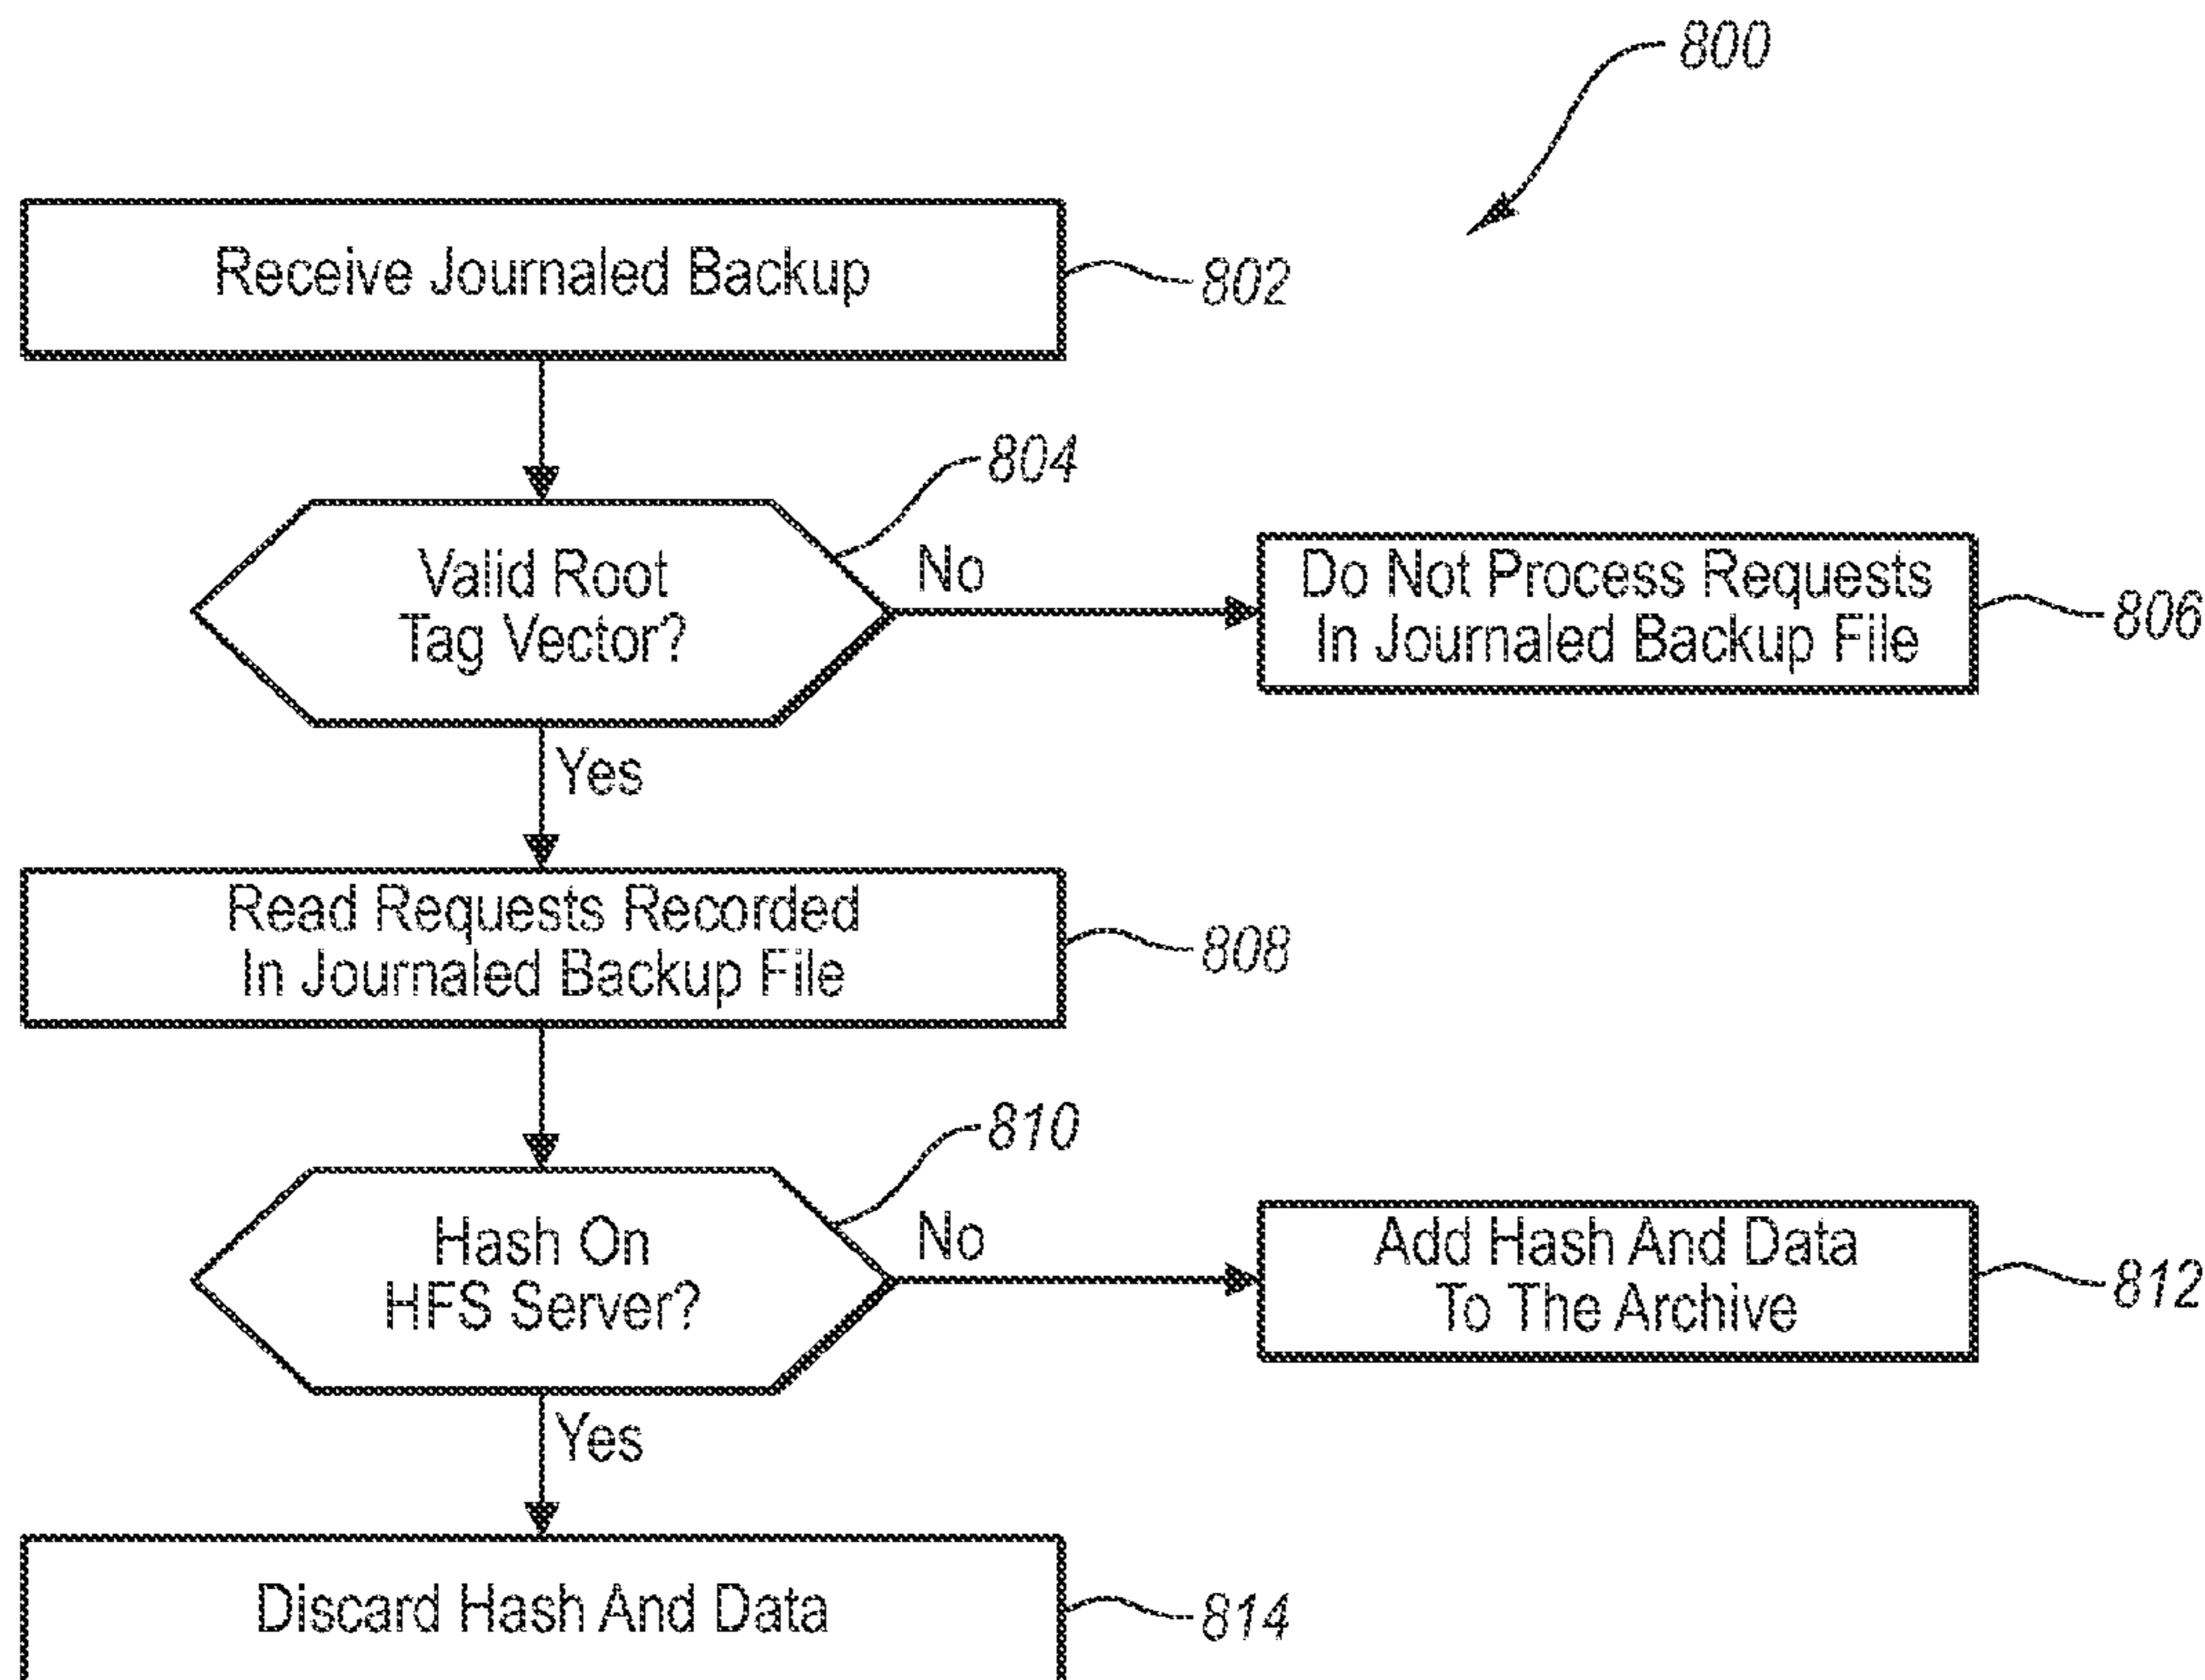 800
Receive Journaled Backup
802
804
Valid Root
Tag Vector?
No
Do Not Process Requests
In Journaled Backup File
806
Yes
Read Requests Recorded
In Journaled Backup File
808
810
Hash On
HFS Server?
No
Add Hash And Data
To The Archive
812
Yes
Discard Hash And Data
814